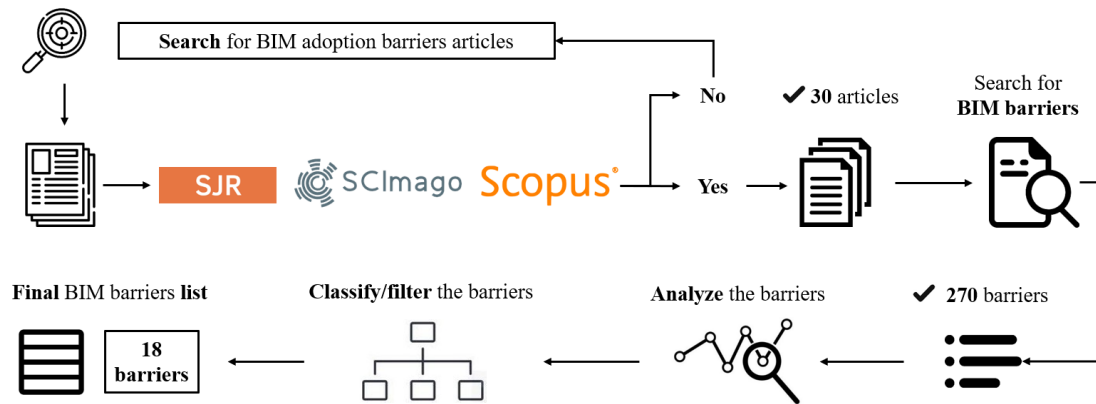 Search for BIM adoption barriers articles
No
30 articles
Search for
BIM barriers
SJR
SCImago
Scopus®
Yes
Final BIM barriers list
Classify/filter the barriers
Analyze the barriers
270 barriers
18
barriers